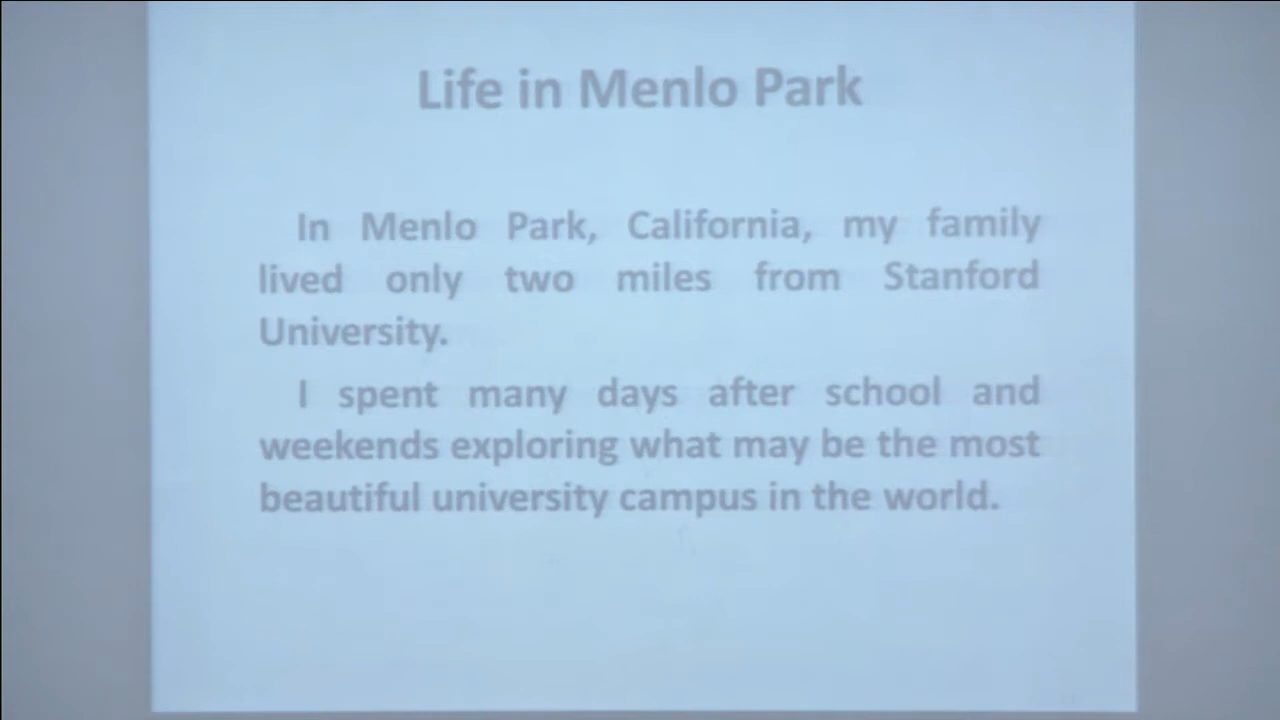 Life in Menlo Park
In Menlo Park, California, my family
lived only two miles from Stanford
University.
I spent many days after school and
weekends exploring what may be the most
beautiful university campus in the world.